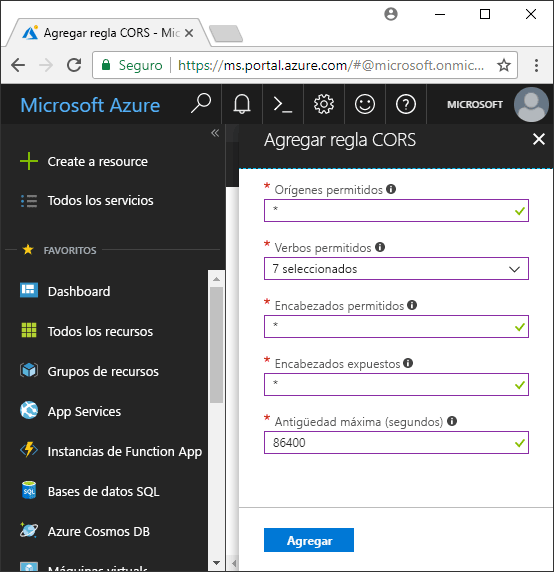 Agregar regla CORS - Mic
Seguro
https://ms.portal.azure.com/#@microsoft.onmic...
Microsoft Azure
MICROSOFT
Agregar regla CORS
Create a resource
Todos los servicios
FAVORITOS
Dashboard
Todos los recursos
Grupos de recursos
App Services
Instancias de Function App
Bases de datos SQL
Azure Cosmos DB
* Orígenes permitidos
*
* Verbos permitidos
7 seleccionados
* Encabezados permitidos
*
* Encabezados expuestos
*
* Antigüedad máxima (segundos)
86400
Agregar